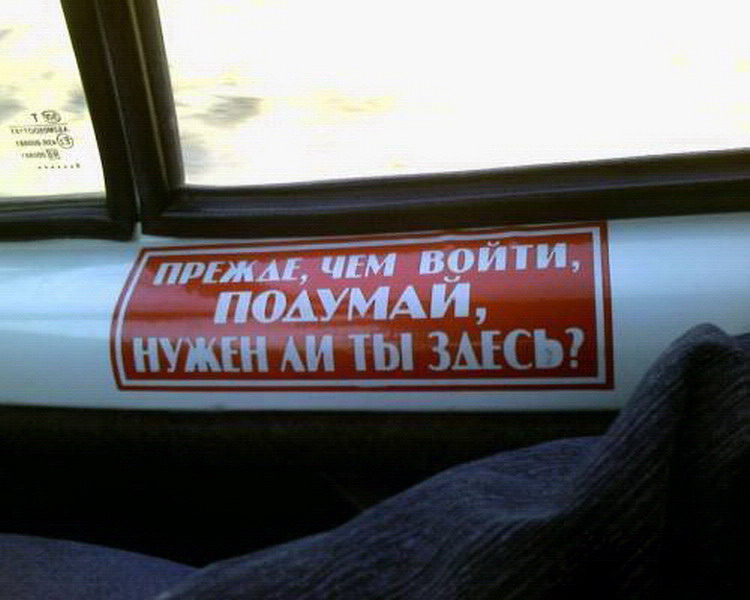 ПРЕЖДЕ, ЧЕМ ВОЙТИ,
ПОДУМАЙ,
НУЖЕН ЛИ ТЫ ЗДЕСЬ?